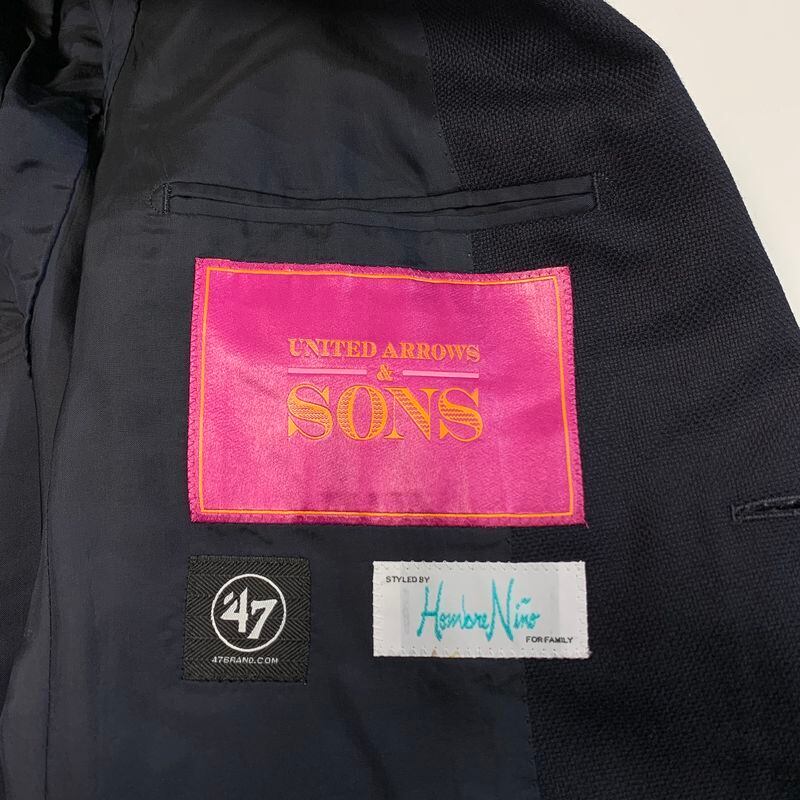 UNITED ARROWS
&
SONS
'47
47BRAND.COM
STYLED BY
Hombre Niño
FOR FAMILY